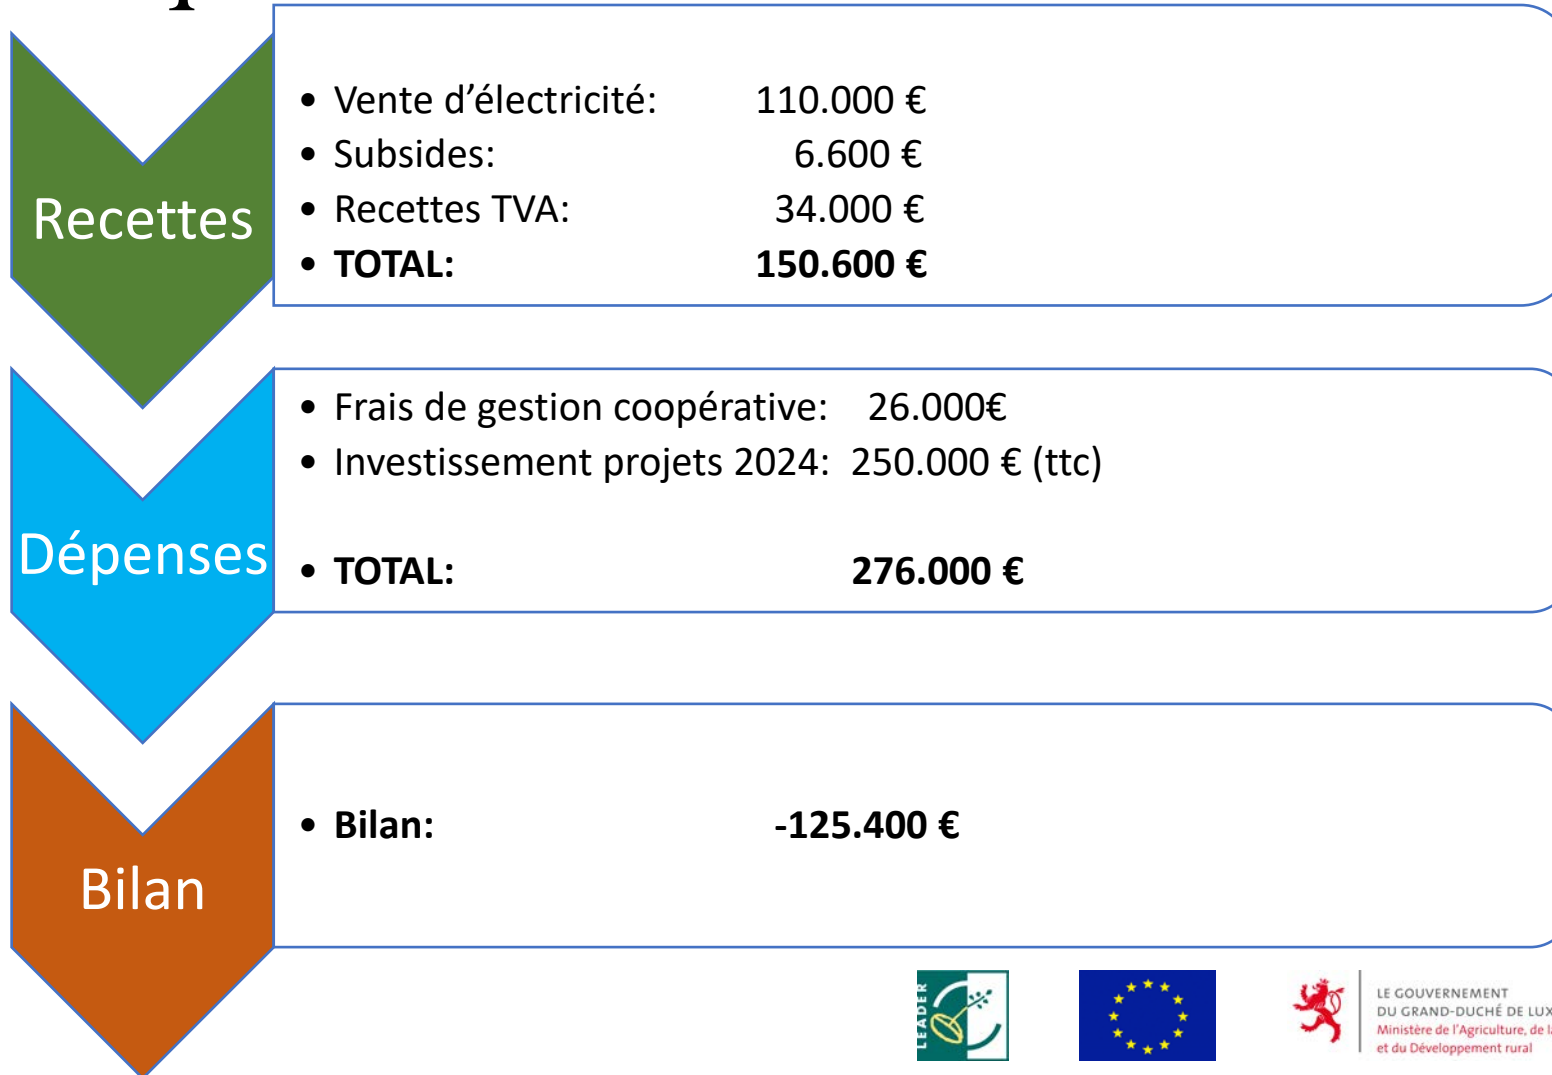 Recettes
• Vente d'électricité: 110.000 €
• Subsides: 6.600 €
• Recettes TVA: 34.000 €
• TOTAL: 150.600 €
Dépenses
• Frais de gestion coopérative: 26.000€
• Investissement projets 2024: 250.000 € (ttc)
• TOTAL: 276.000 €
Bilan
• Bilan: -125.400 €
LEADER
LE GOUVERNEMENT
DU GRAND-DUCHÉ DE LUX
Ministère de l'Agriculture, de la
et du Développement rural